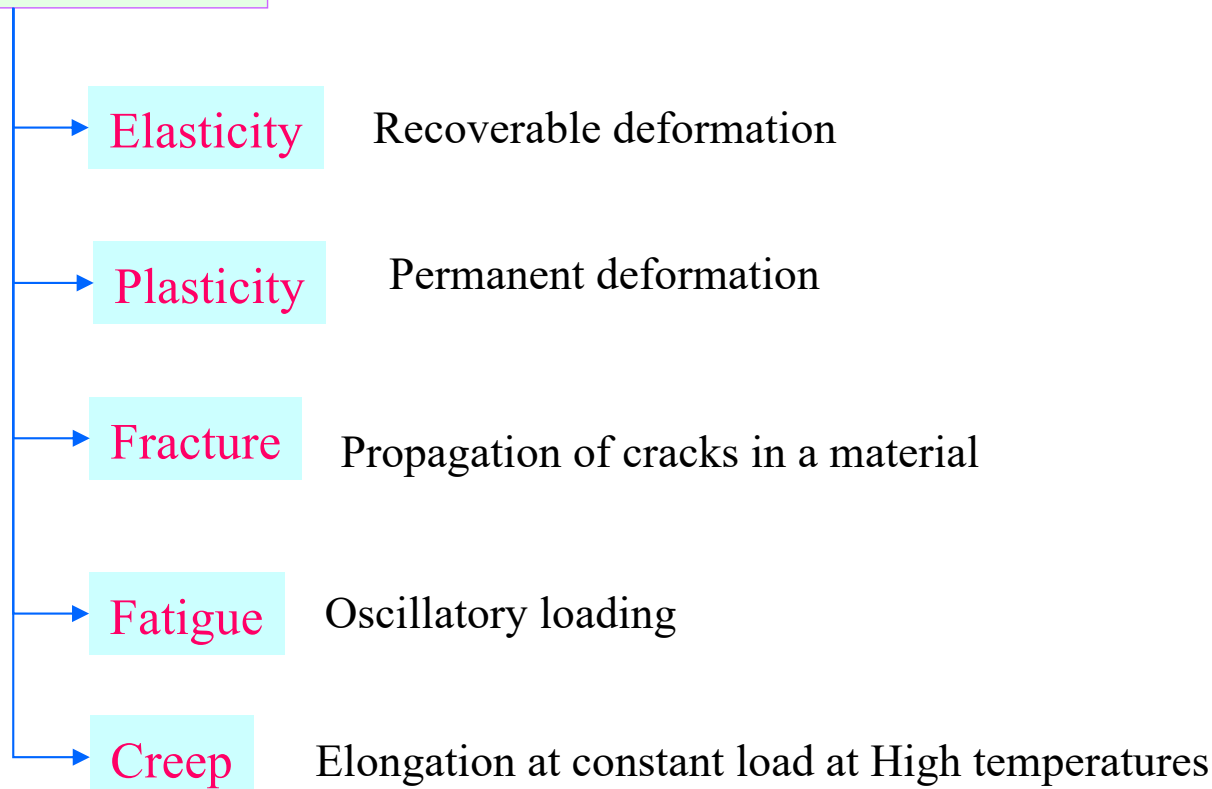 Elasticity Recoverable deformation
Plasticity Permanent deformation
Fracture Propagation of cracks in a material
Fatigue Oscillatory loading
Creep Elongation at constant load at High temperatures